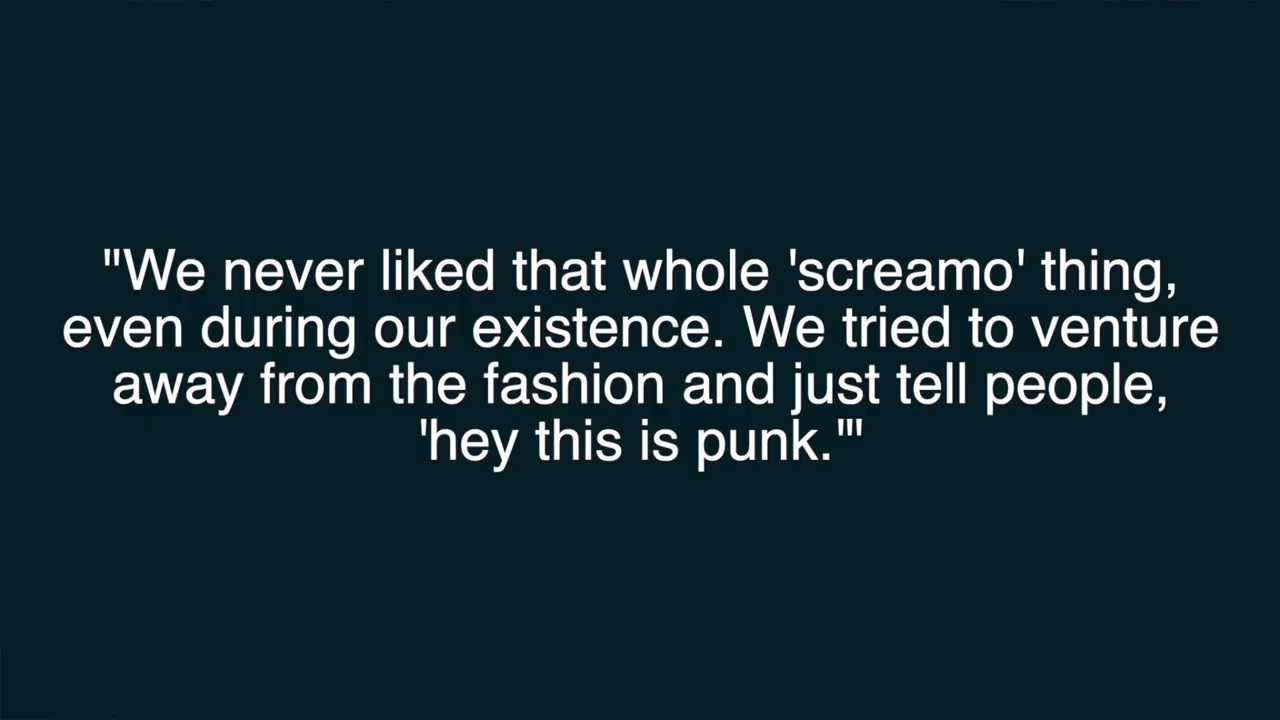 "We never liked that whole 'screamo' thing,
even during our existence. We tried to venture
away from the fashion and just tell people,
'hey this is punk.'"